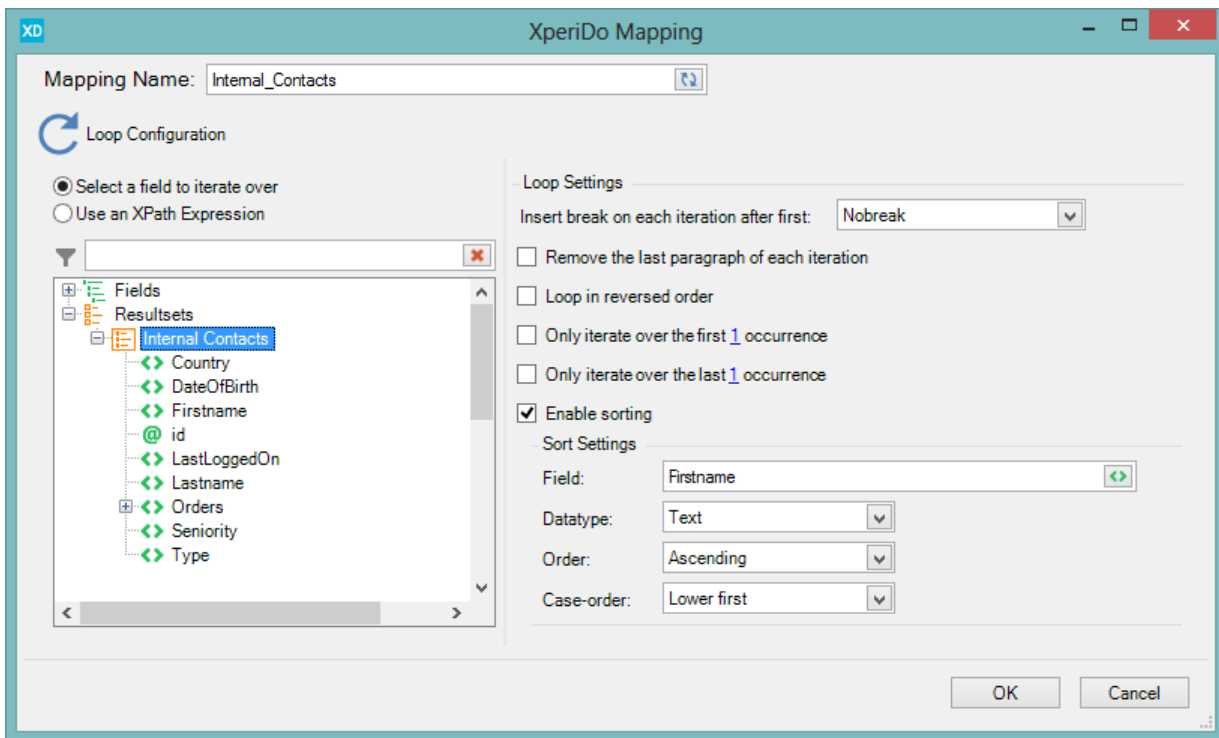 XD XperiDo Mapping
Mapping Name: Internal_Contacts
Loop Configuration
Select a field to iterate over
Use an XPath Expression
Fields
Resultsets
Internal Contacts
Country
DateOfBirth
Firstname
@ id
LastLoggedOn
Lastname
Orders
Seniority
Type
Loop Settings
Insert break on each iteration after first: Nobreak
Remove the last paragraph of each iteration
Loop in reversed order
Only iterate over the first 1 occurrence
Only iterate over the last 1 occurrence
Enable sorting
Sort Settings
Field: Firstname
Datatype: Text
Order: Ascending
Case-order: Lower first
OK Cancel